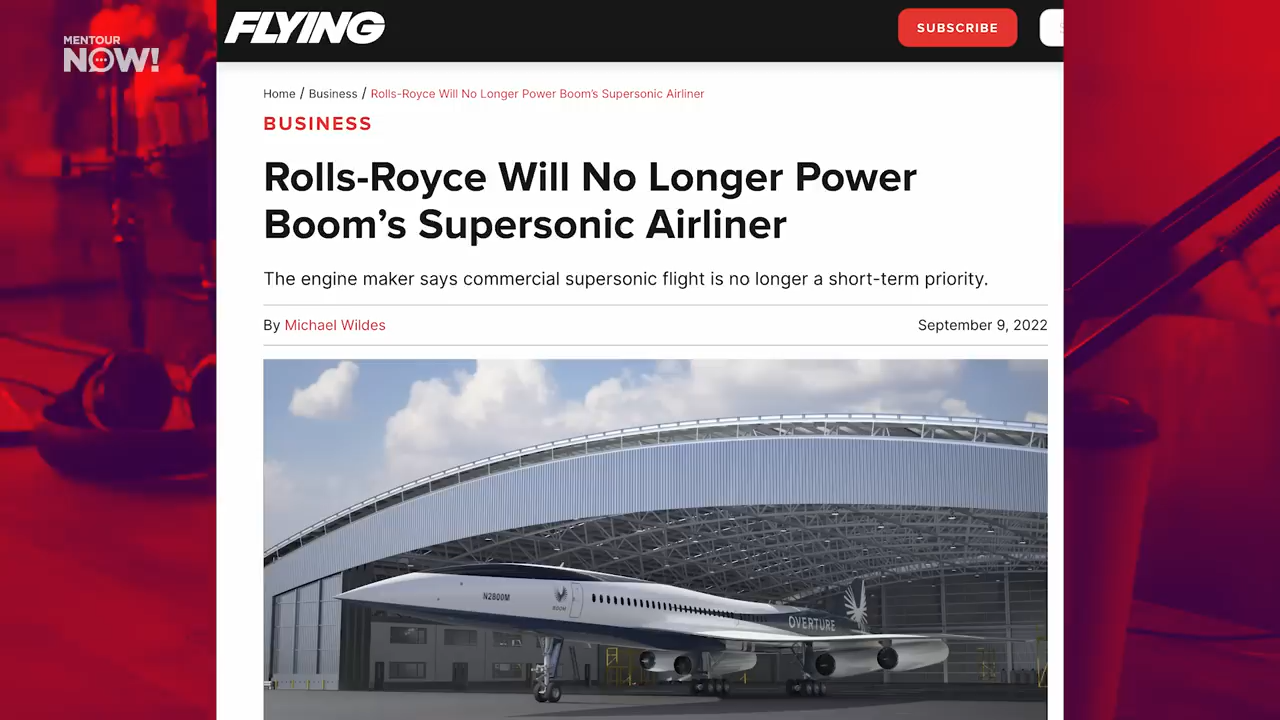 MENTOUR
NOW!
FLYING
SUBSCRIBE
Home / Business / Rolls-Royce Will No Longer Power Boom's Supersonic Airliner
BUSINESS
Rolls-Royce Will No Longer Power
Boom's Supersonic Airliner
The engine maker says commercial supersonic flight is no longer a short-term priority.
By Michael Wildes
September 9, 2022
N2800M
BOOM
OVERTURE